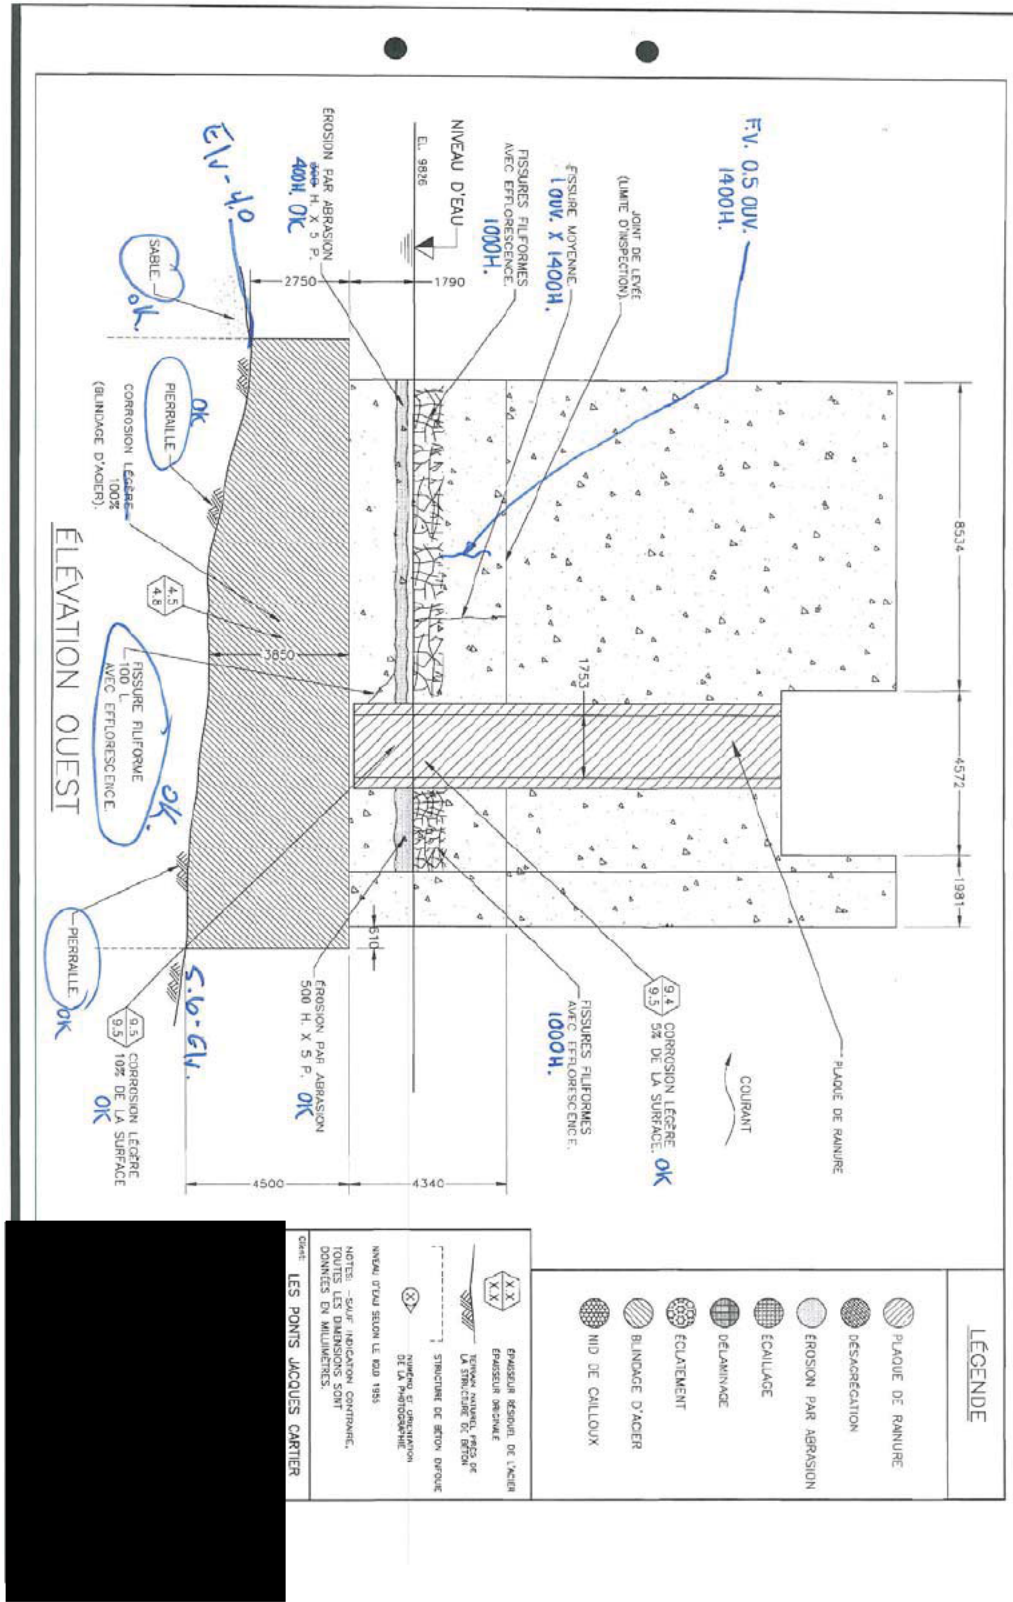 F.V. 0.5 OUV.
1400H.
JOINT DE LEVÉE
(LIMITE D'INSPECTION)
FISSURE MOYENNE.
1 OUV. X 1400H.
FISSURES FILIFORMES
AVEC EFFLORESCENCE.
1000H.
NIVEAU D'EAU
EL. 9826
ÉROSION PAR ABRASION
H. X 5 P.
400H. OK
8534
4572
1981
1790
2750
1753
3850
610
4340
4500
PLAQUE DE RAINURE
COURANT
9.4
9.5
CORROSION LÉGÈRE
5% DE LA SURFACE. OK
FISSURES FILIFORMES
AVEC EFFLORESCENCE.
1000H.
ÉROSION PAR ABRASION
500 H. X 5 P. OK
SABLE.
OK.
OK
PIERRAILLE
CORROSION LÉGÈRE
100%
(BLINDAGE D'ACIER).
4.5
4.8
FISSURE FILIFORME
100 L.
AVEC EFFLORESCENCE.
OK.
PIERRAILLE.
OK
9.5
9.5
CORROSION LÉGÈRE
10% DE LA SURFACE
OK
ÉLÉVATION OUEST
LÉGENDE
PLAQUE DE RAINURE
DÉSAGRÉGATION
ÉROSION PAR ABRASION
ÉCAILLAGE
DÉLAMINAGE
ÉCLATEMENT
BLINDAGE D'ACIER
NID DE CAILLOUX
X.X
X.X
ÉPAISSEUR RÉSIDUEL DE L'ACIER
ÉPAISSEUR ORIGINALE
TERRAIN NATUREL PRÈS DE
LA STRUCTURE DE BÉTON
STRUCTURE DE BÉTON ENFOUIE
X
NUMÉRO ET ORIENTATION
DE LA PHOTOGRAPHIE
NIVEAU D'EAU SELON LE 1955
NOTES: -SAUF INDICATION CONTRAIRE,
TOUTES LES DIMENSIONS SONT
DONNÉES EN MILLIMÈTRES.
Client:
LES PONTS JACQUES CARTIER